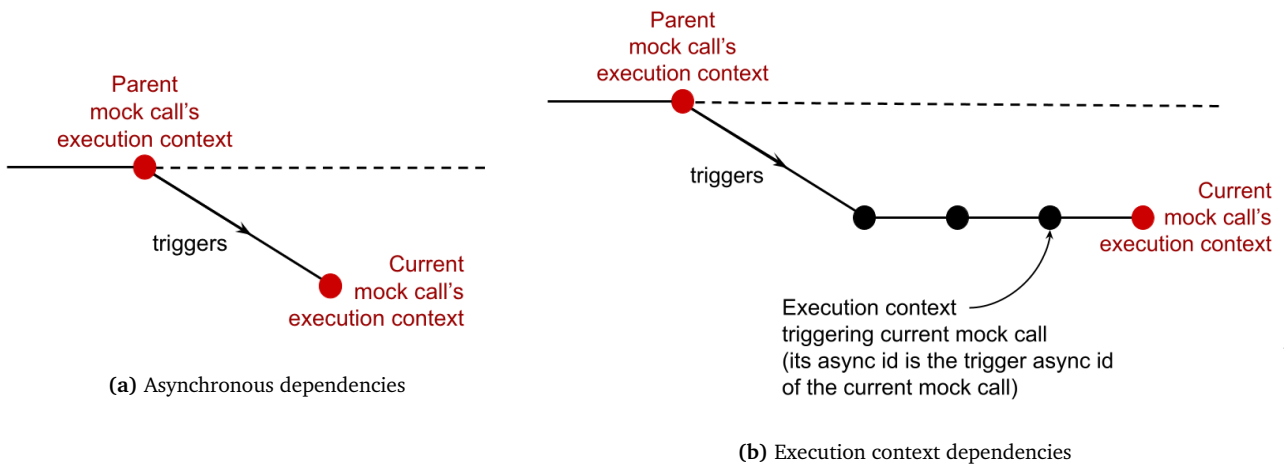 Parent
mock call's
execution context
triggers
Current
mock call's
execution context
(a) Asynchronous dependencies
Parent
mock call's
execution context
triggers
Current
mock call's
execution context
Execution context
triggering current mock call
(its async id is the trigger async id
of the current mock call)
(b) Execution context dependencies